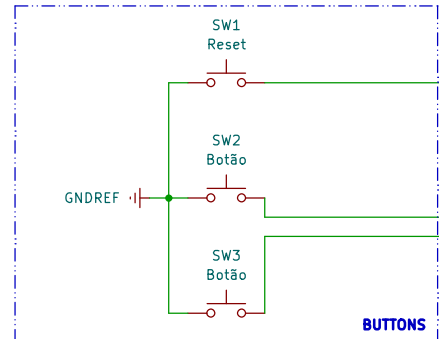 SW1
Reset
SW2
Botão
GNDREF
SW3
Botão
BUTTONS